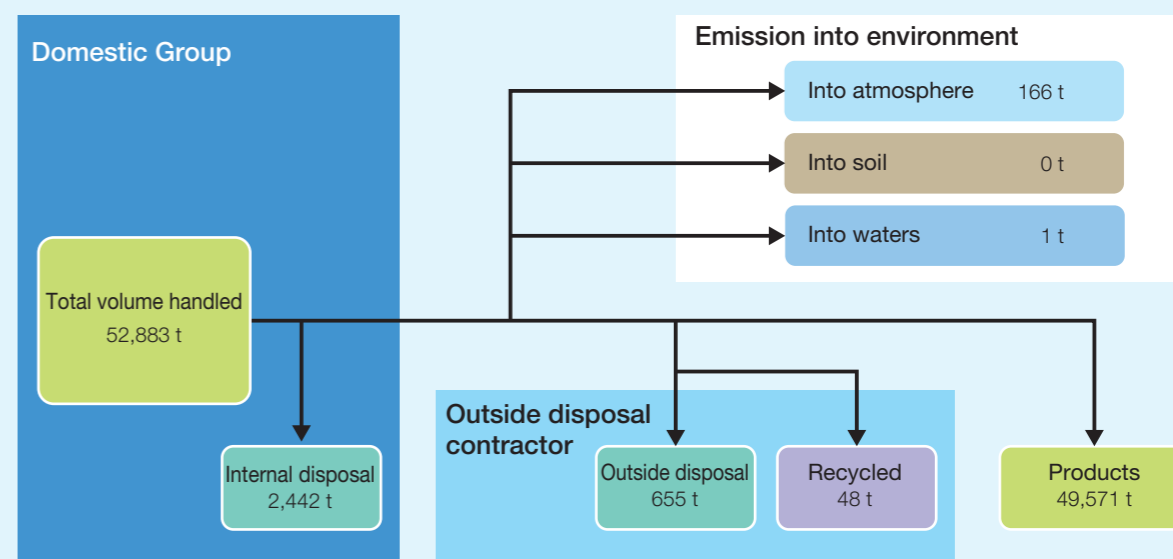 Domestic Group
Emission into environment
Into atmosphere 166 t
Into soil 0 t
Into waters 1 t
Total volume handled
52,883 t
Outside disposal
contractor
Internal disposal
2,442 t
Outside disposal
655 t
Recycled
48 t
Products
49,571 t